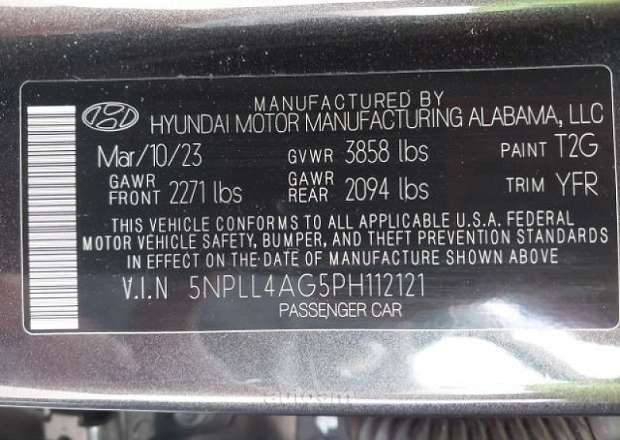 MANUFACTURED BY
HYUNDAI MOTOR MANUFACTURING ALABAMA, LLC
Mar/10/23 GVWR 3858 lbs PAINT T2G
GAWR FRONT 2271 lbs GAWR REAR 2094 lbs TRIM YFR
THIS VEHICLE CONFORMS TO ALL APPLICABLE U.S.A. FEDERAL
MOTOR VEHICLE SAFETY, BUMPER, AND THEFT PREVENTION STANDARDS
IN EFFECT ON THE DATE OF MANUFACTURE SHOWN ABOVE
V.I.N 5NPLL4AG5PH112121
PASSENGER CAR